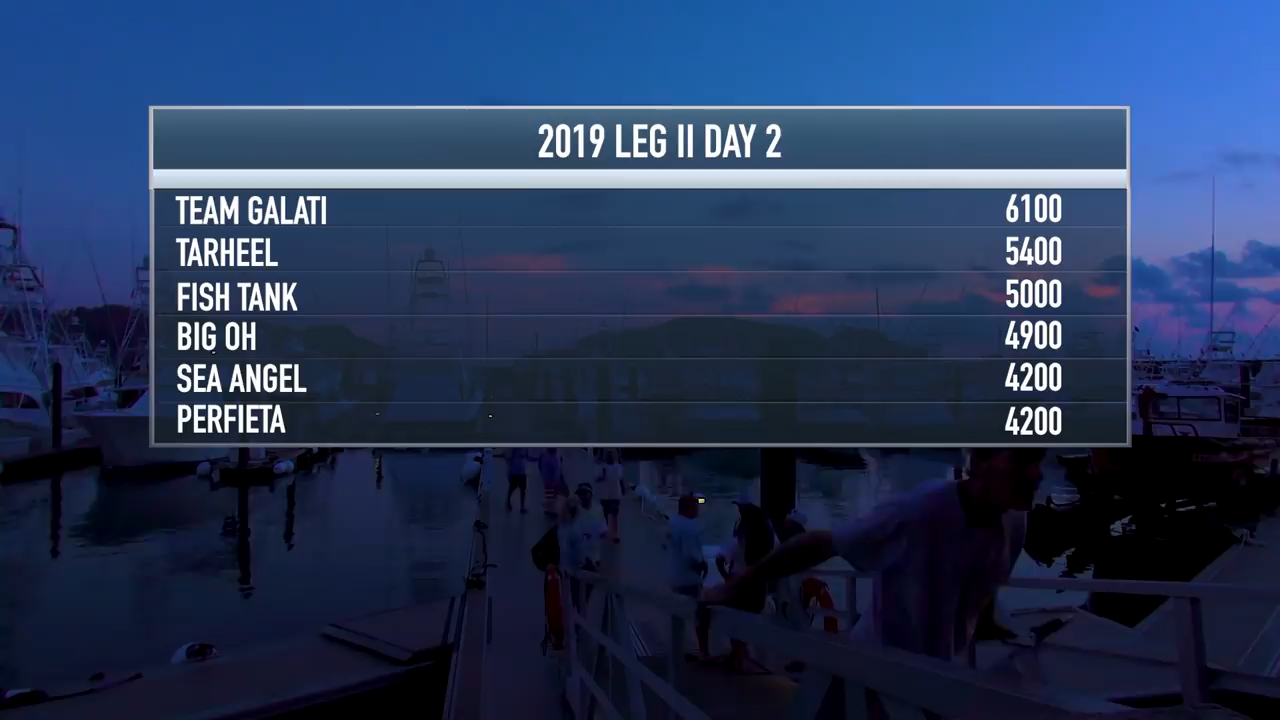 2019 LEG II DAY 2
TEAM GALATI 6100
TARHEEL 5400
FISH TANK 5000
BIG OH 4900
SEA ANGEL 4200
PERFIETA 4200